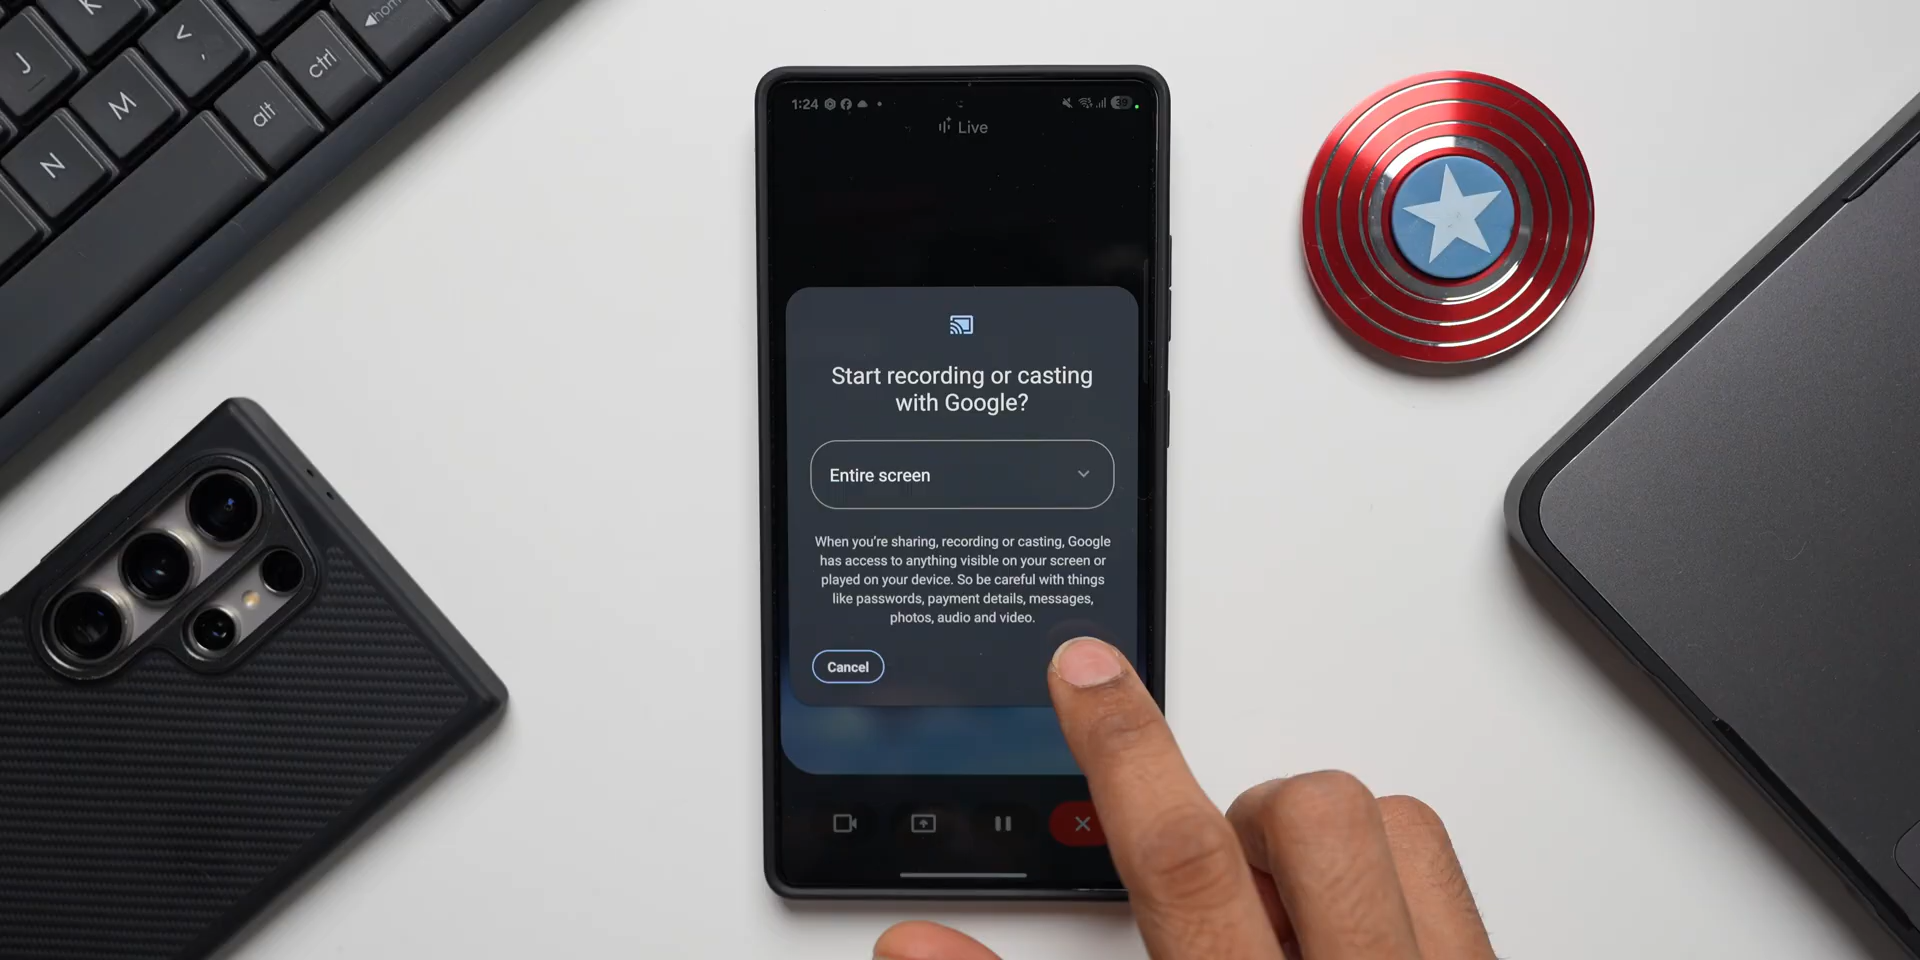 J
K
<
,
M
N
alt
ctrl
home
1:24
39
Live
Start recording or casting
with Google?
Entire screen
When you're sharing, recording or casting, Google
has access to anything visible on your screen or
played on your device. So be careful with things
like passwords, payment details, messages,
photos, audio and video.
Cancel